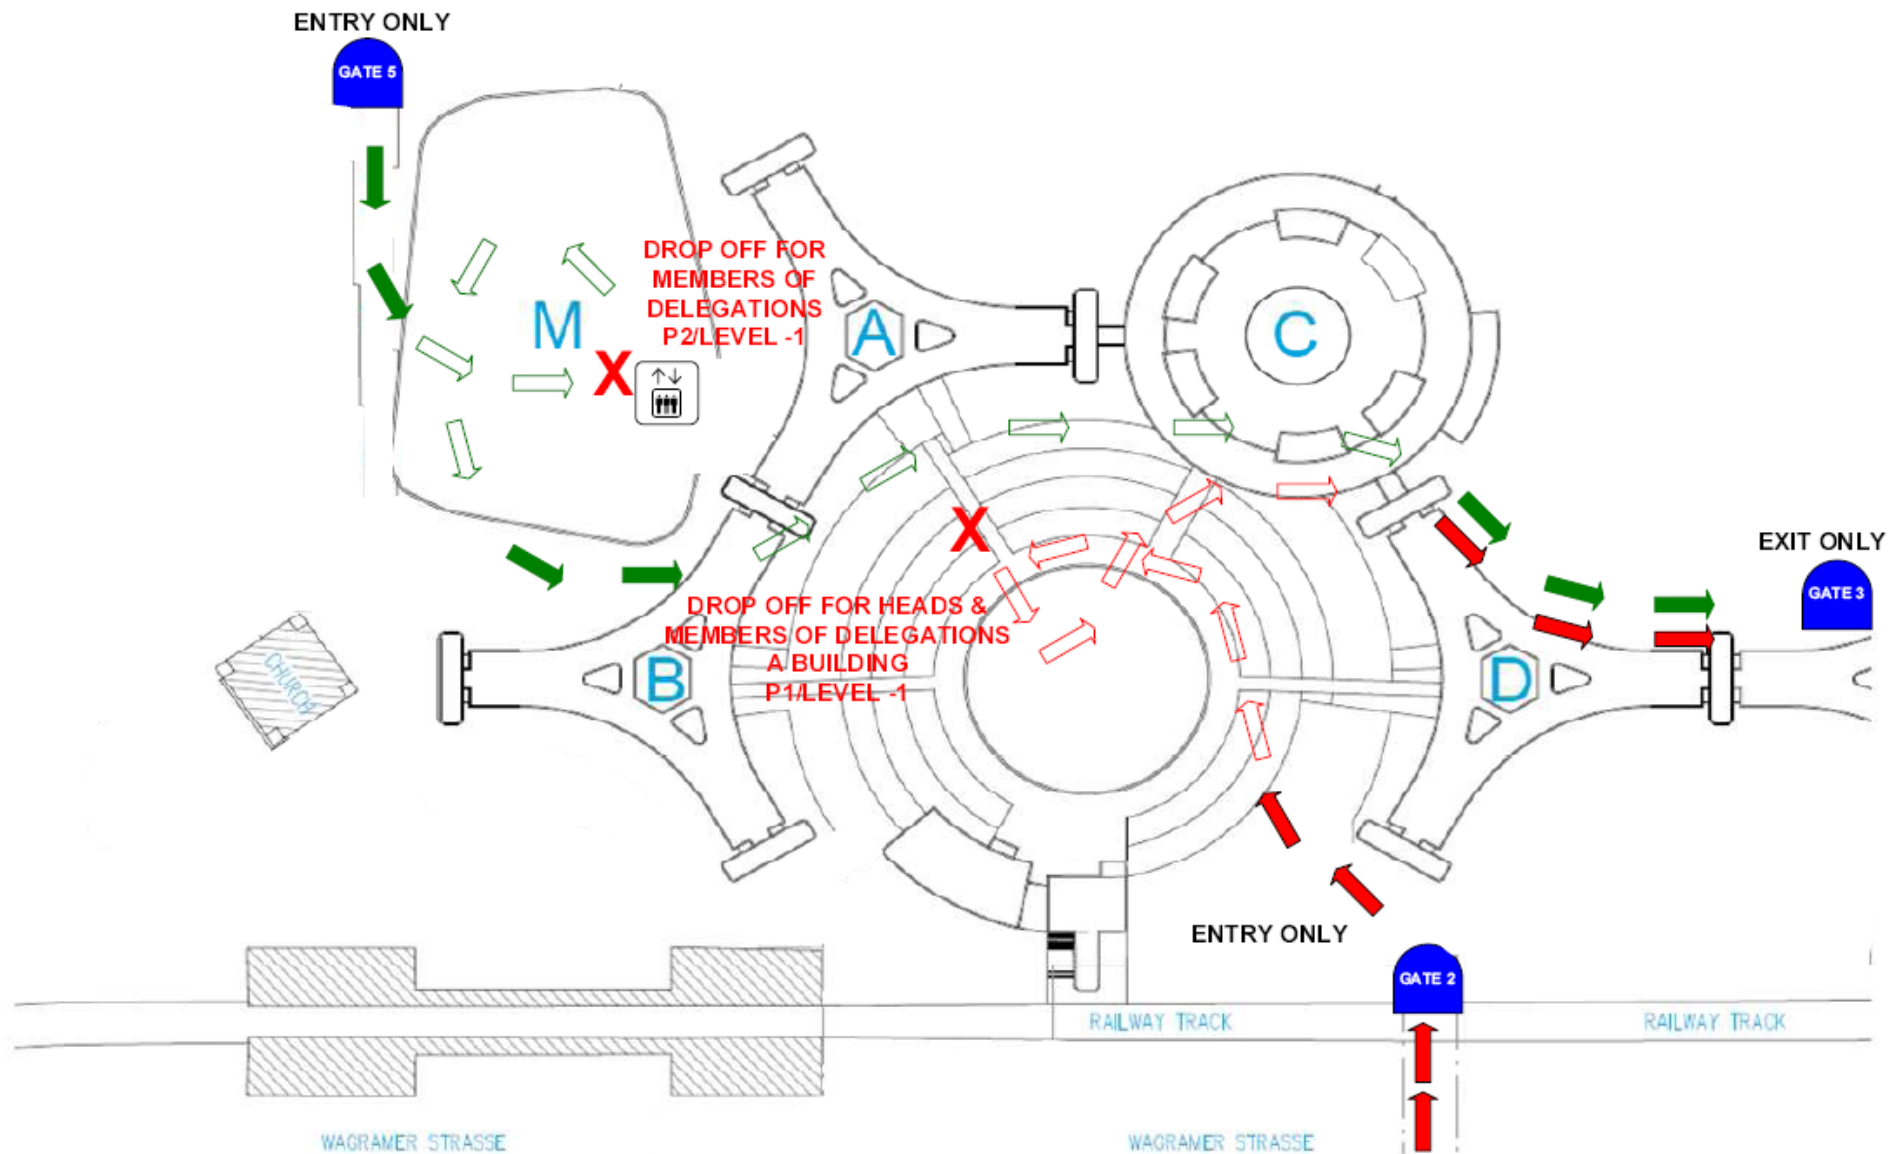 ENTRY ONLY
GATE 5
DROP OFF FOR
MEMBERS OF
DELEGATIONS
P2/LEVEL -1
M
X
A
C
X
EXIT ONLY
GATE 3
DROP OFF FOR HEADS &
MEMBERS OF DELEGATIONS
A BUILDING
P1/LEVEL -1
CHURCH
B
D
ENTRY ONLY
GATE 2
RAILWAY TRACK
RAILWAY TRACK
WAGRAMER STRASSE
WAGRAMER STRASSE